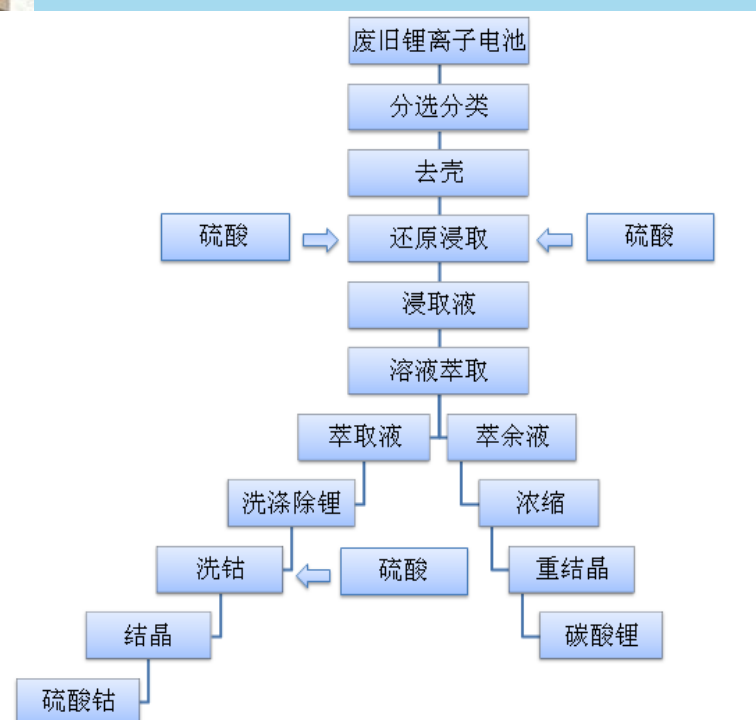 废旧锂离子电池
分选分类
去壳
硫酸
还原浸取
硫酸
浸取液
溶液萃取
萃取液
萃余液
洗涤除锂
浓缩
洗钴
硫酸
重结晶
结晶
碳酸锂
硫酸钴